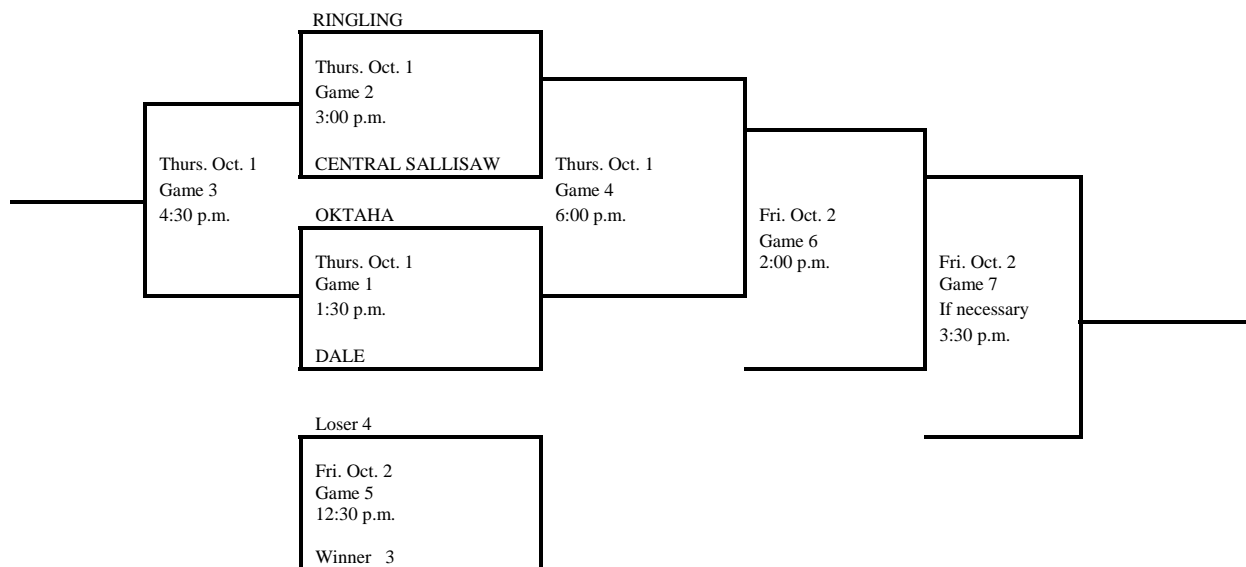 RINGLING
Thurs. Oct. 1
Game 2
3:00 p.m.
CENTRAL SALLISAW
Thurs. Oct. 1
Game 3
4:30 p.m.
Thurs. Oct. 1
Game 4
6:00 p.m.
OKTAHA
Thurs. Oct. 1
Game 1
1:30 p.m.
DALE
Fri. Oct. 2
Game 6
2:00 p.m.
Fri. Oct. 2
Game 7
If necessary
3:30 p.m.
Loser 4
Fri. Oct. 2
Game 5
12:30 p.m.
Winner 3